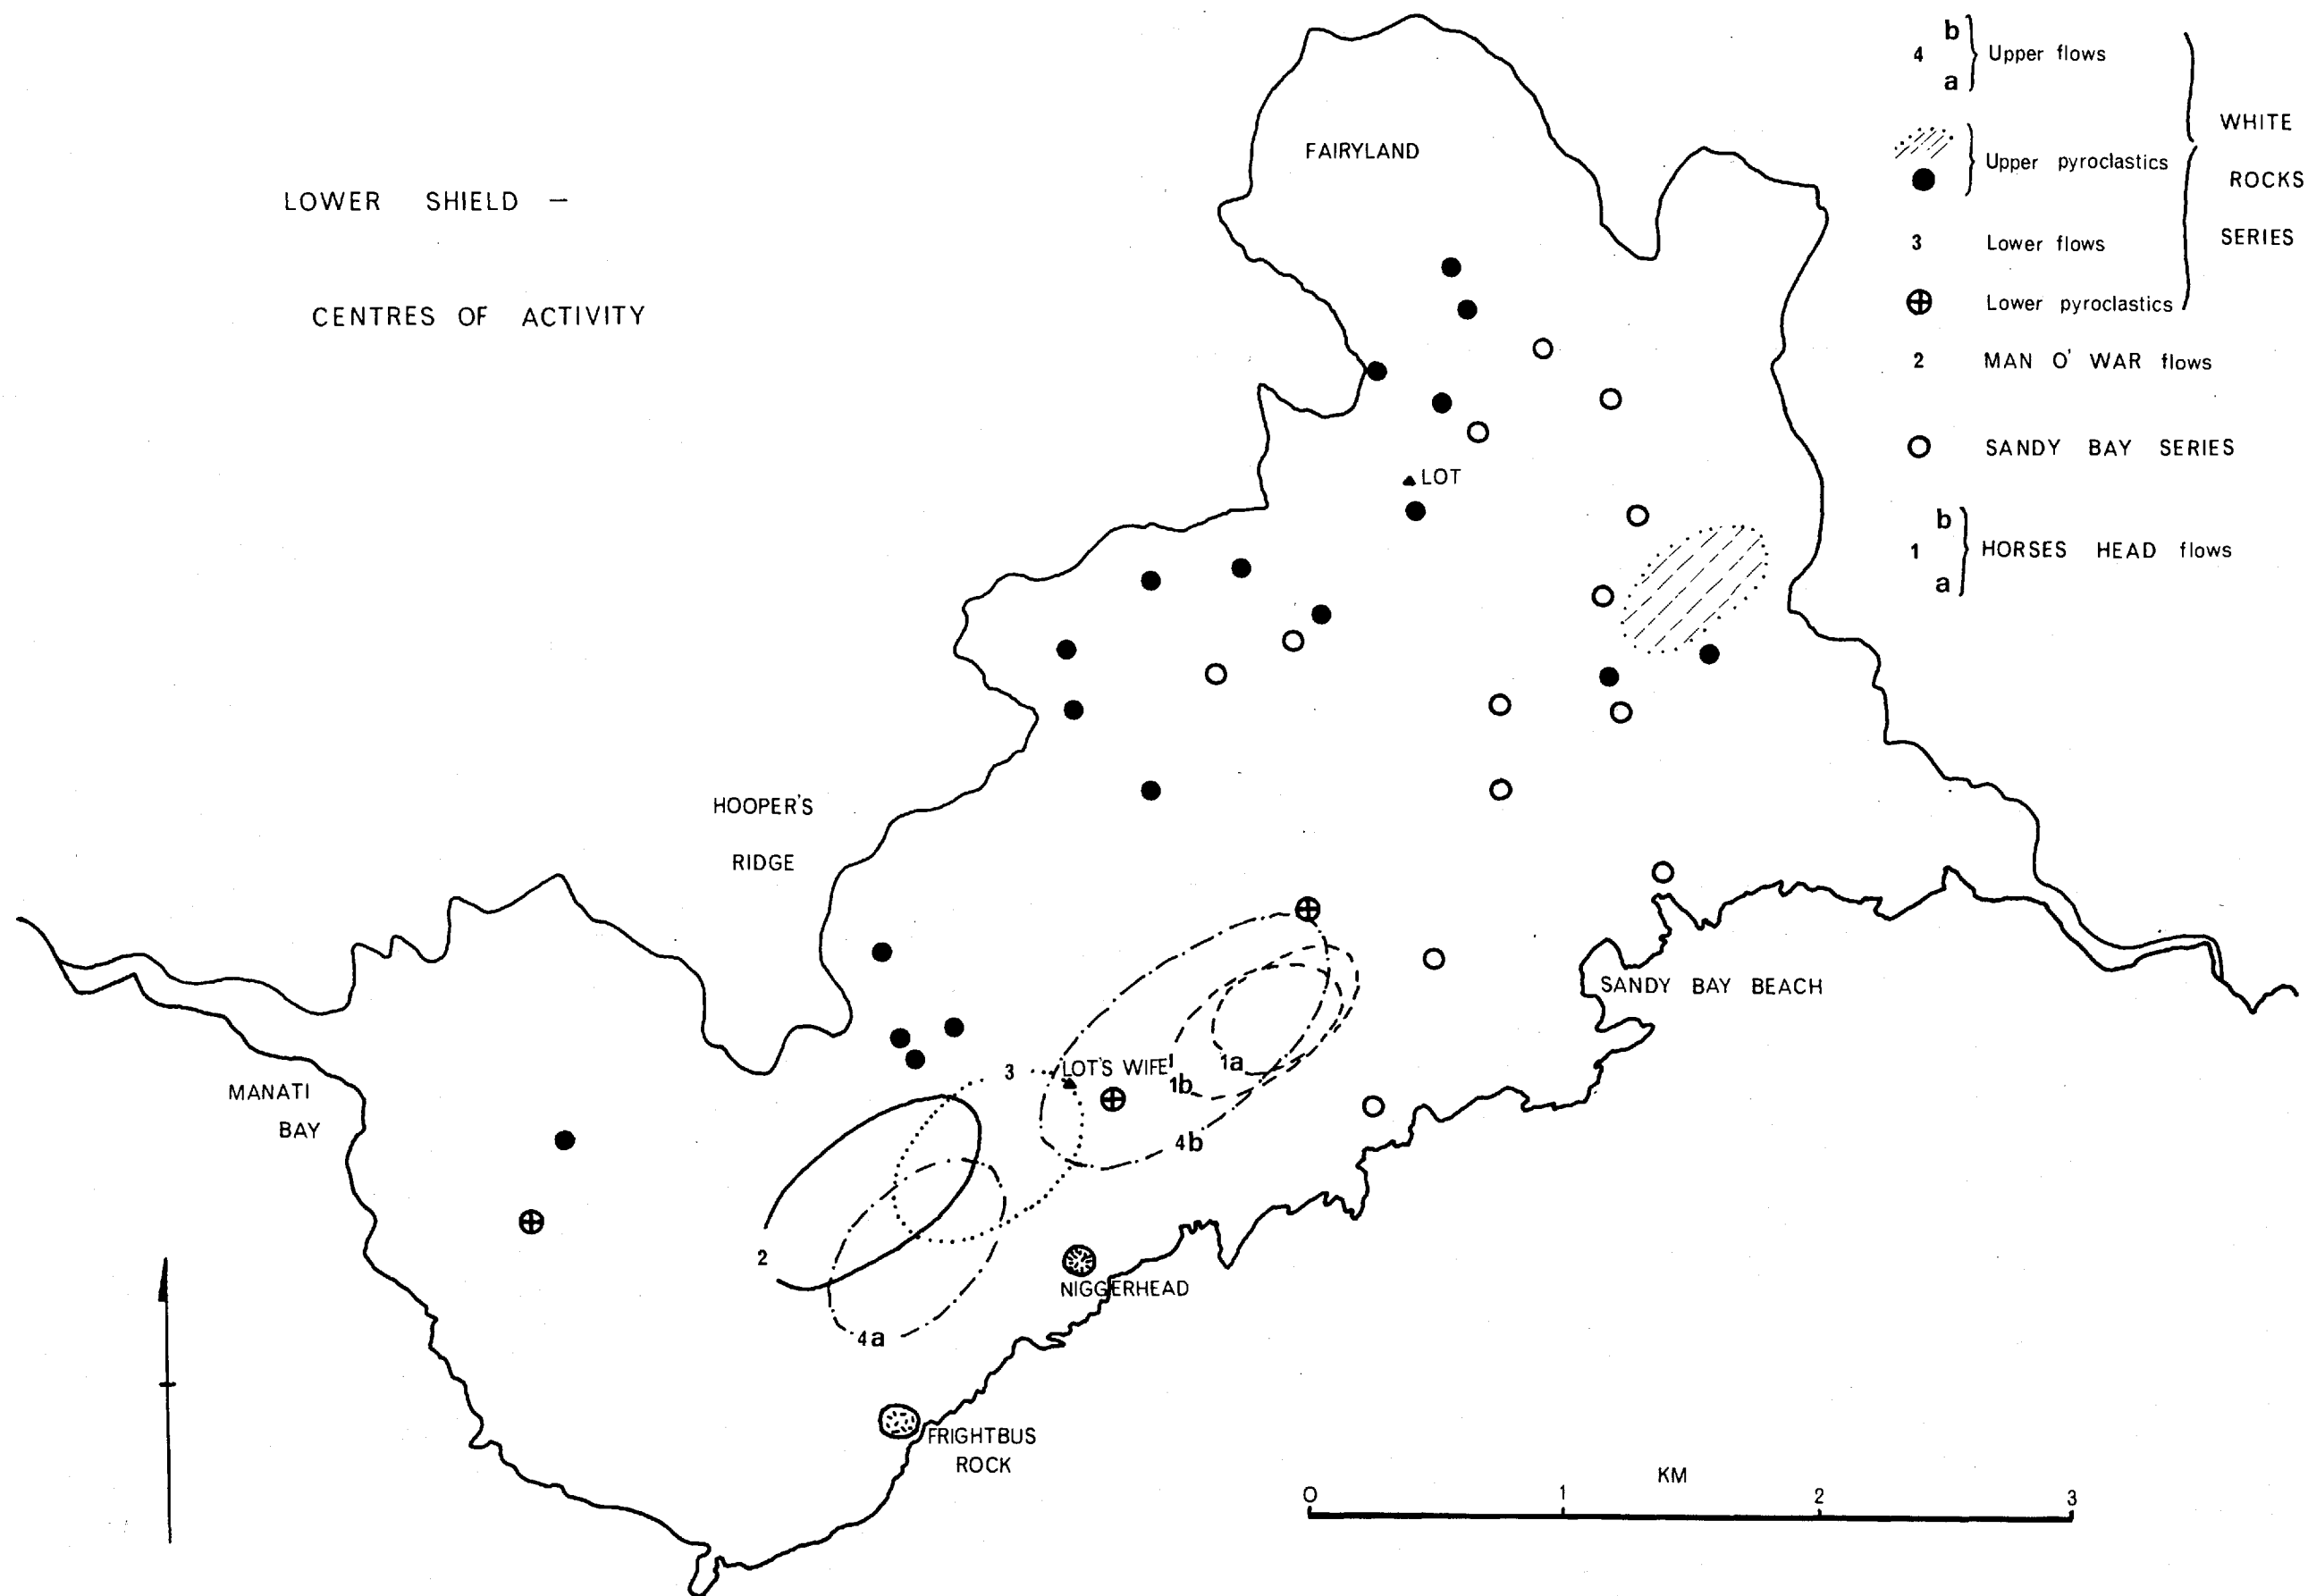 LOWER SHIELD –
CENTRES OF ACTIVITY
b
4 Upper flows
a
Upper pyroclastics
3 Lower flows
Lower pyroclastics
WHITE
ROCKS
SERIES
2 MAN O' WAR flows
SANDY BAY SERIES
b
1 HORSES HEAD flows
a
FAIRYLAND
LOT
HOOPER'S
RIDGE
SANDY BAY BEACH
MANATI
BAY
3
LOT'S WIFE
1a
1b
4b
2
NIGGERHEAD
4a
FRIGHTBUS
ROCK
KM
0 1 2 3